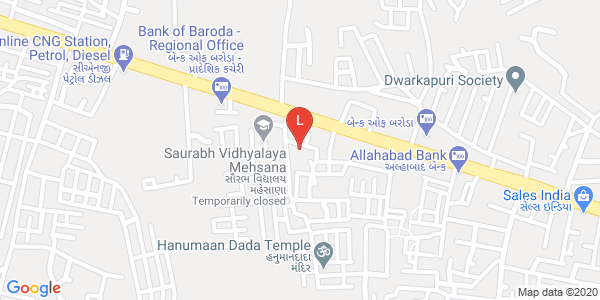 Bank of Baroda -
Regional Office
બેન્ક ઓફ બરોડા -
પ્રાદેશિક કચેરી
nline CNG Station,
Petrol, Diesel
સીએનજી
પેટ્રોલ ડીઝલ
Dwarkapuri Society
બેન્ક ઓફ બરોડા
L
Saurabh Vidhyalaya
Mehsana
સૌરભ વિદ્યાલય
મહેસાણા
Temporarily closed
Allahabad Bank
અલ્હાબાદ બેન્ક
Sales India
સેલ્સ ઇન્ડિયા
Hanumaan Dada Temple
હનુમાનદાદા
મંદિર
Google
Map data ©2020